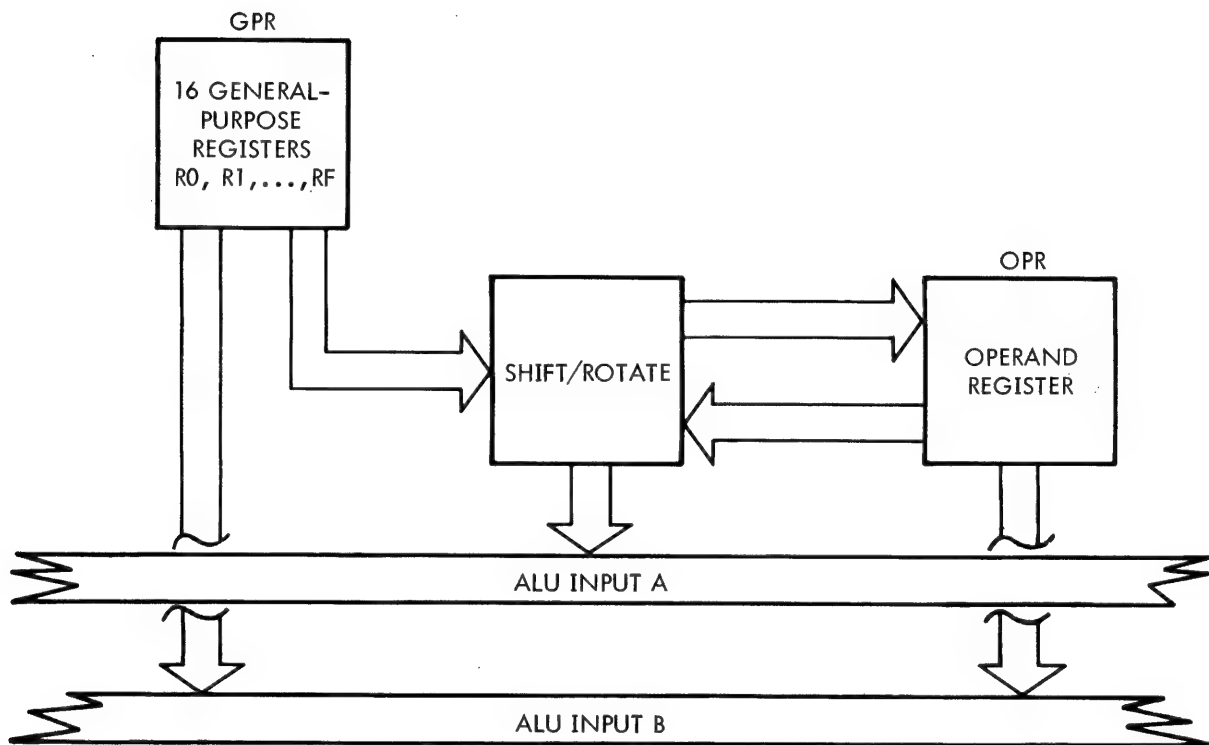 GPR
16 GENERAL-
PURPOSE
REGISTERS
R0, R1,...,RF
SHIFT/ROTATE
OPR
OPERAND
REGISTER
ALU INPUT A
ALU INPUT B